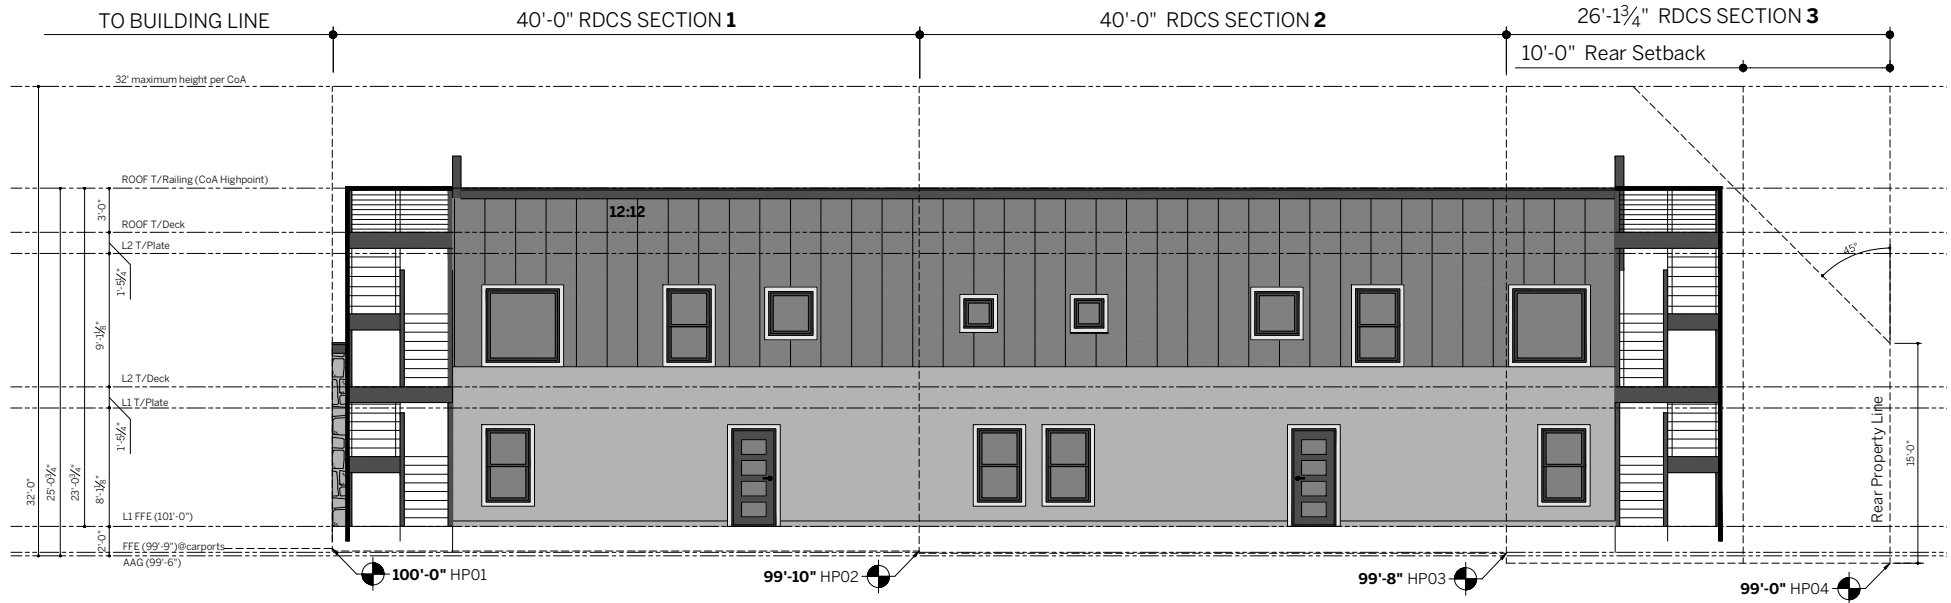 TO BUILDING LINE
40'-0" RDCS SECTION 1
40'-0" RDCS SECTION 2
26'-1¾" RDCS SECTION 3
10'-0" Rear Setback
32' maximum height per CoA
ROOF T/Railing (CoA Highpoint)
3'-0"
12:12
ROOF T/Deck
L2 T/Plate
45°
1'-5¼"
9'-1⅛"
L2 T/Deck
L1 T/Plate
1'-5¼"
Rear Property Line
15'-0"
32'-0"
25'-0¾"
23'-0¾"
8'-1⅛"
L1 FFE (101'-0")
2'-0"
FFE (99'-9")@carports
AAG (99'-6")
100'-0" HP01
99'-10" HP02
99'-8" HP03
99'-0" HP04